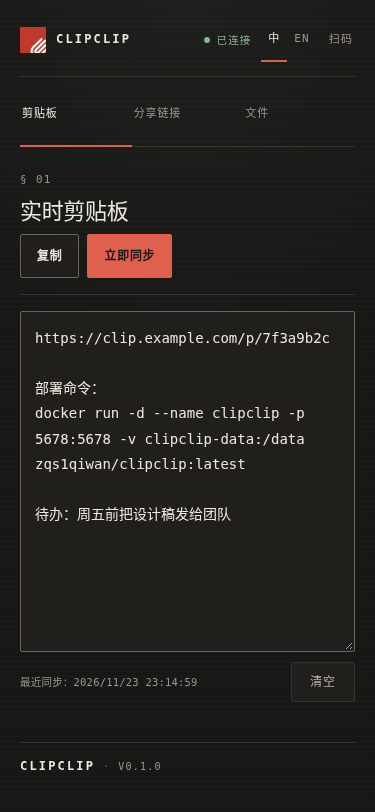 CLIPCLIP 已连接 中 EN 扫码
剪贴板 分享链接 文件
§ 01
实时剪贴板
复制 立即同步
https://clip.example.com/p/7f3a9b2c
部署命令:
docker run -d --name clipclip -p
5678:5678 -v clipclip-data:/data
zqs1qiwan/clipclip:latest
待办: 周五前把设计稿发给团队
最近同步: 2026/11/23 23:14:59 清空
CLIPCLIP · V0.1.0